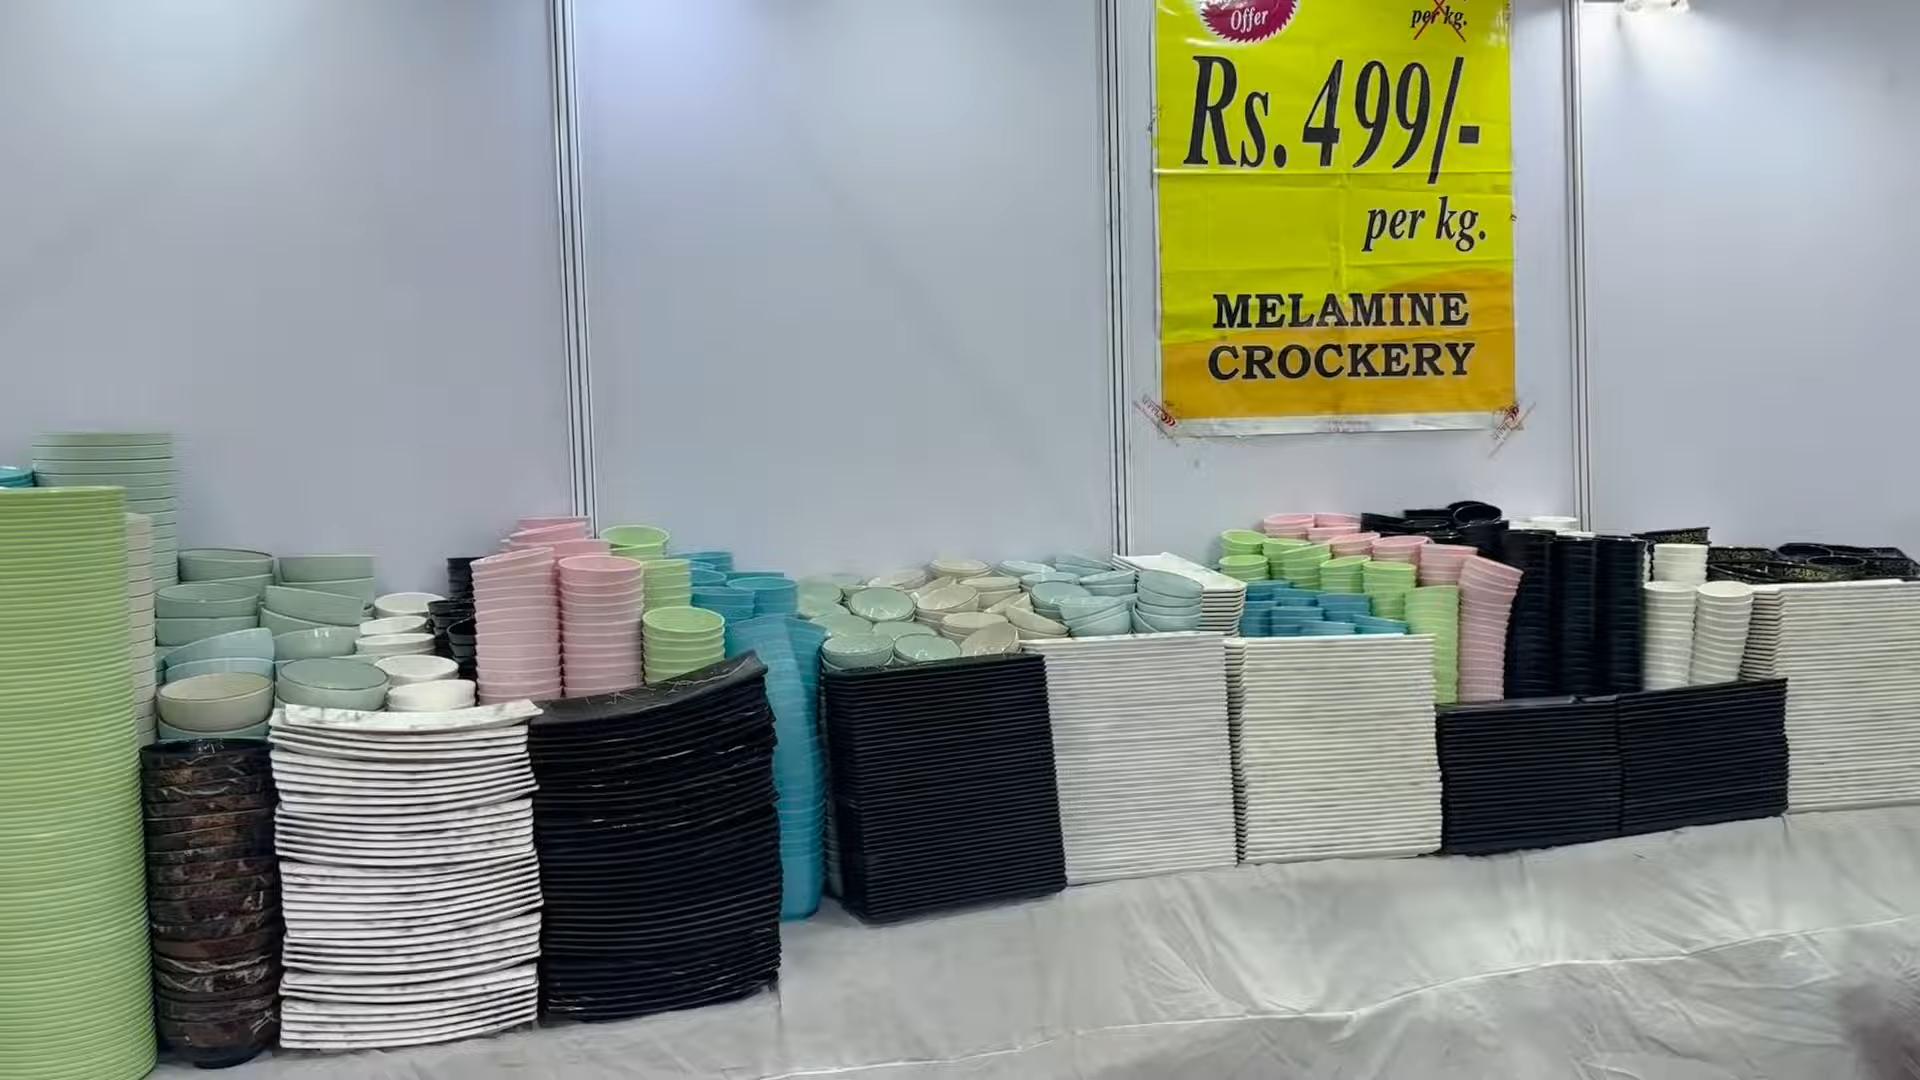 Offer
per kg.
Rs. 499/-
per kg.
MELAMINE
CROCKERY